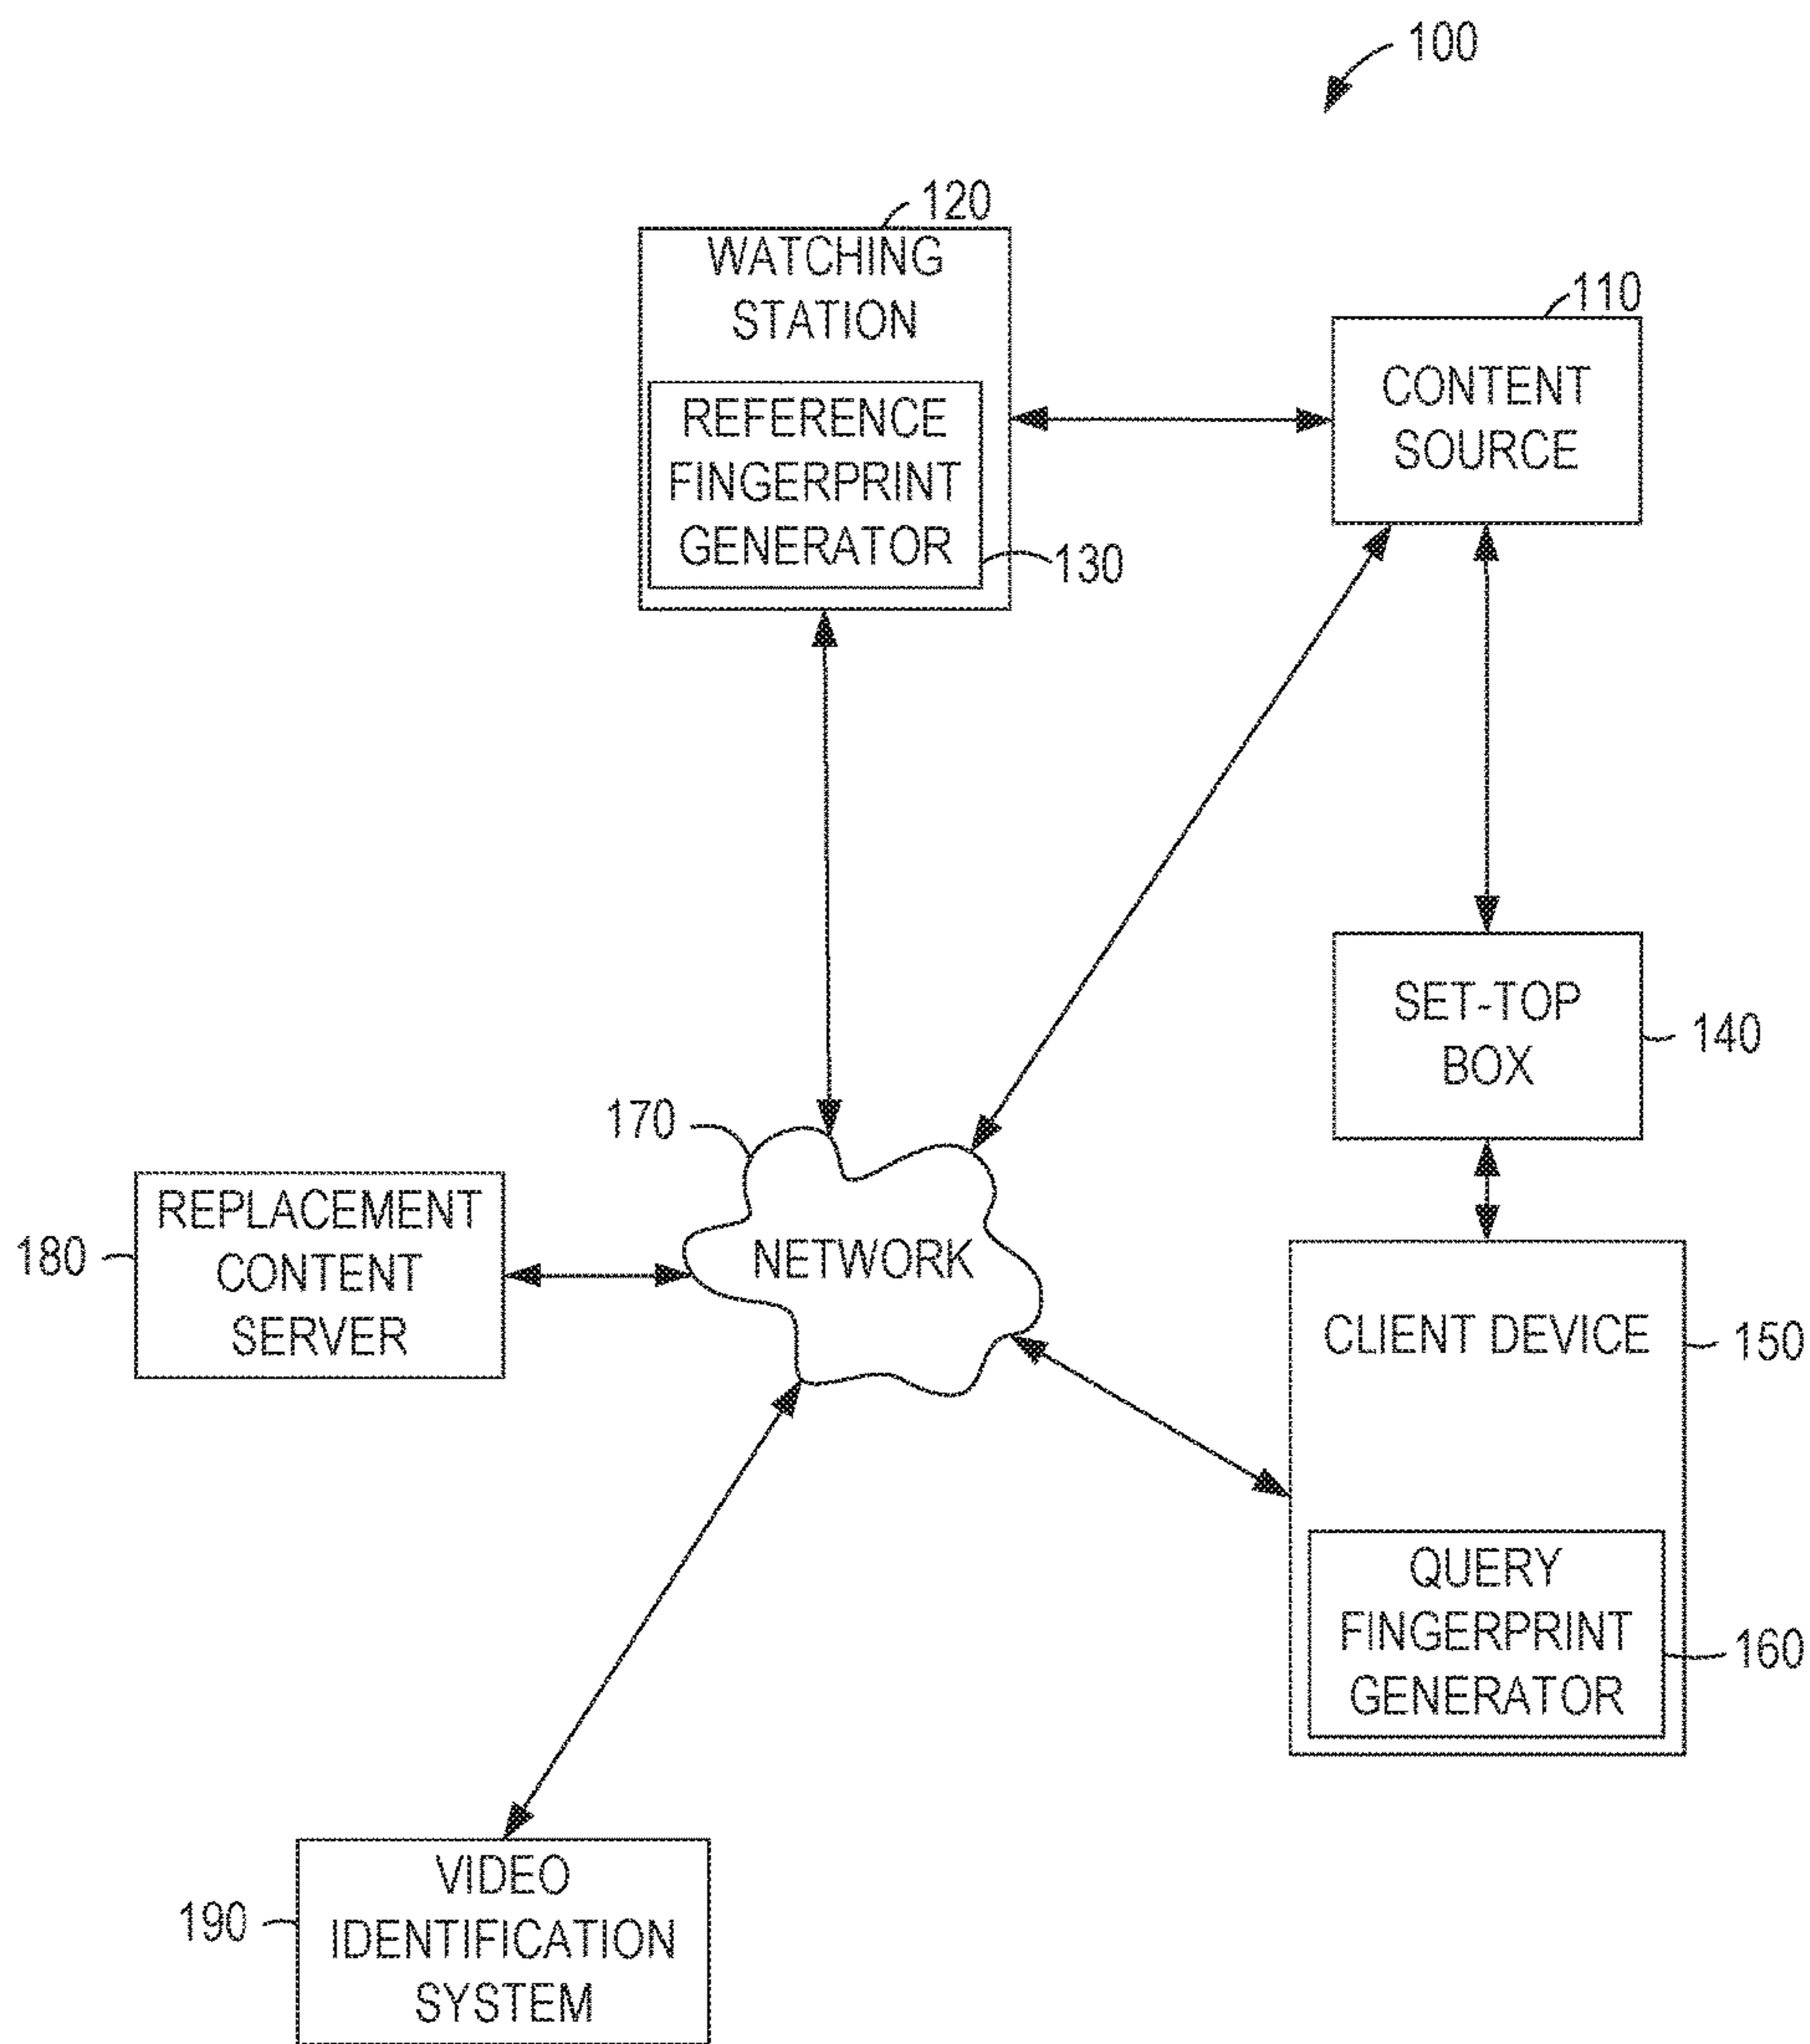 100
120
WATCHING
STATION
REFERENCE
FINGERPRINT
GENERATOR
130
110
CONTENT
SOURCE
SET-TOP
BOX
140
170
NETWORK
REPLACEMENT
CONTENT
SERVER
180
CLIENT DEVICE
150
QUERY
FINGERPRINT
GENERATOR
160
190
VIDEO
IDENTIFICATION
SYSTEM